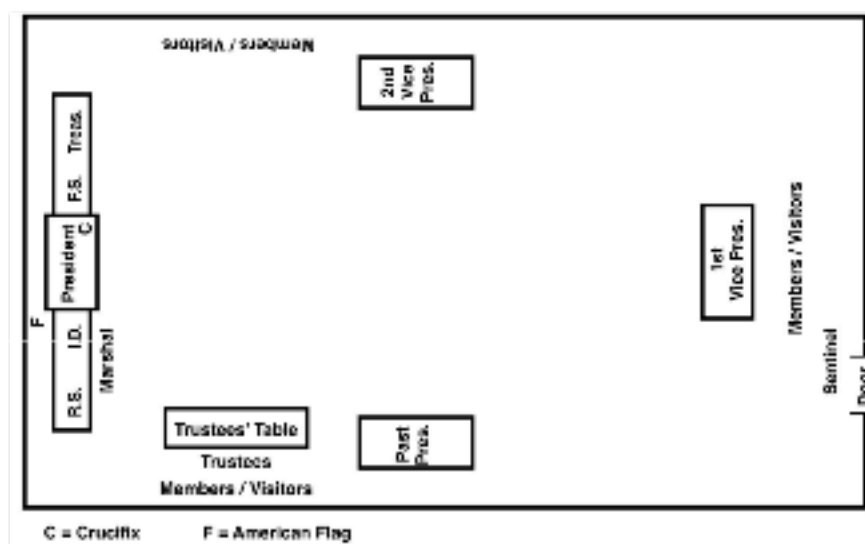 Members / Visitors
2nd
Vice
Pres.
Treas.
F.S.
President
C
F
I.D.
R.S.
Marshal
1st
Vice Pres.
Members / Visitors
Sentinel
Door
Trustees' Table
Trustees
Members / Visitors
Past
Pres.
C = Crucifix F = American Flag